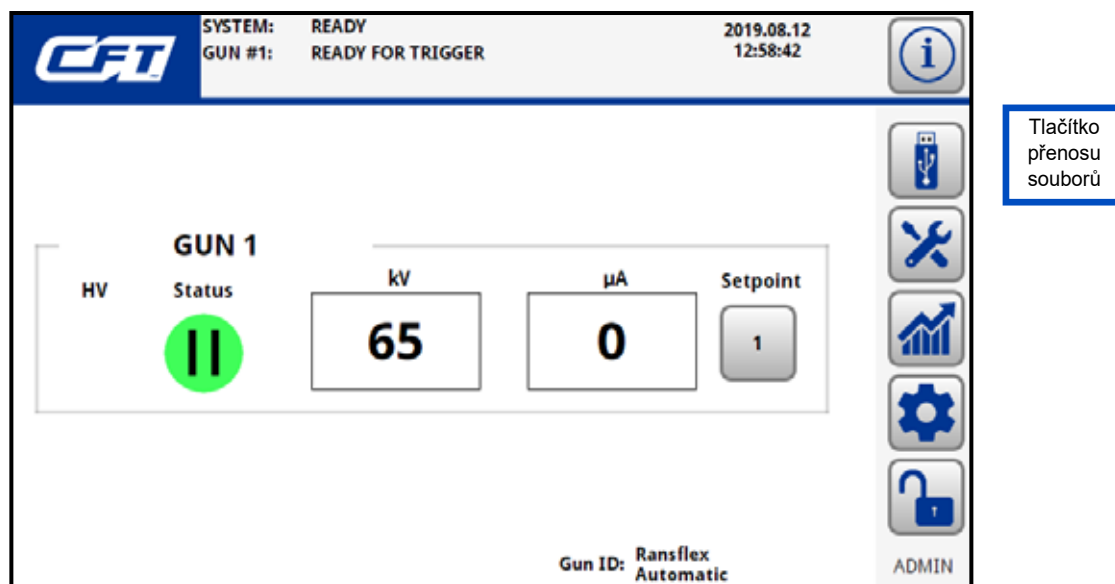 CFT
SYSTEM: READY
GUN #1: READY FOR TRIGGER
2019.08.12
12:58:42
i
Tlačítko
přenosu
souborů
GUN 1
HV Status kV µA Setpoint
65 0 1
Gun ID: Ransflex
Automatic
ADMIN